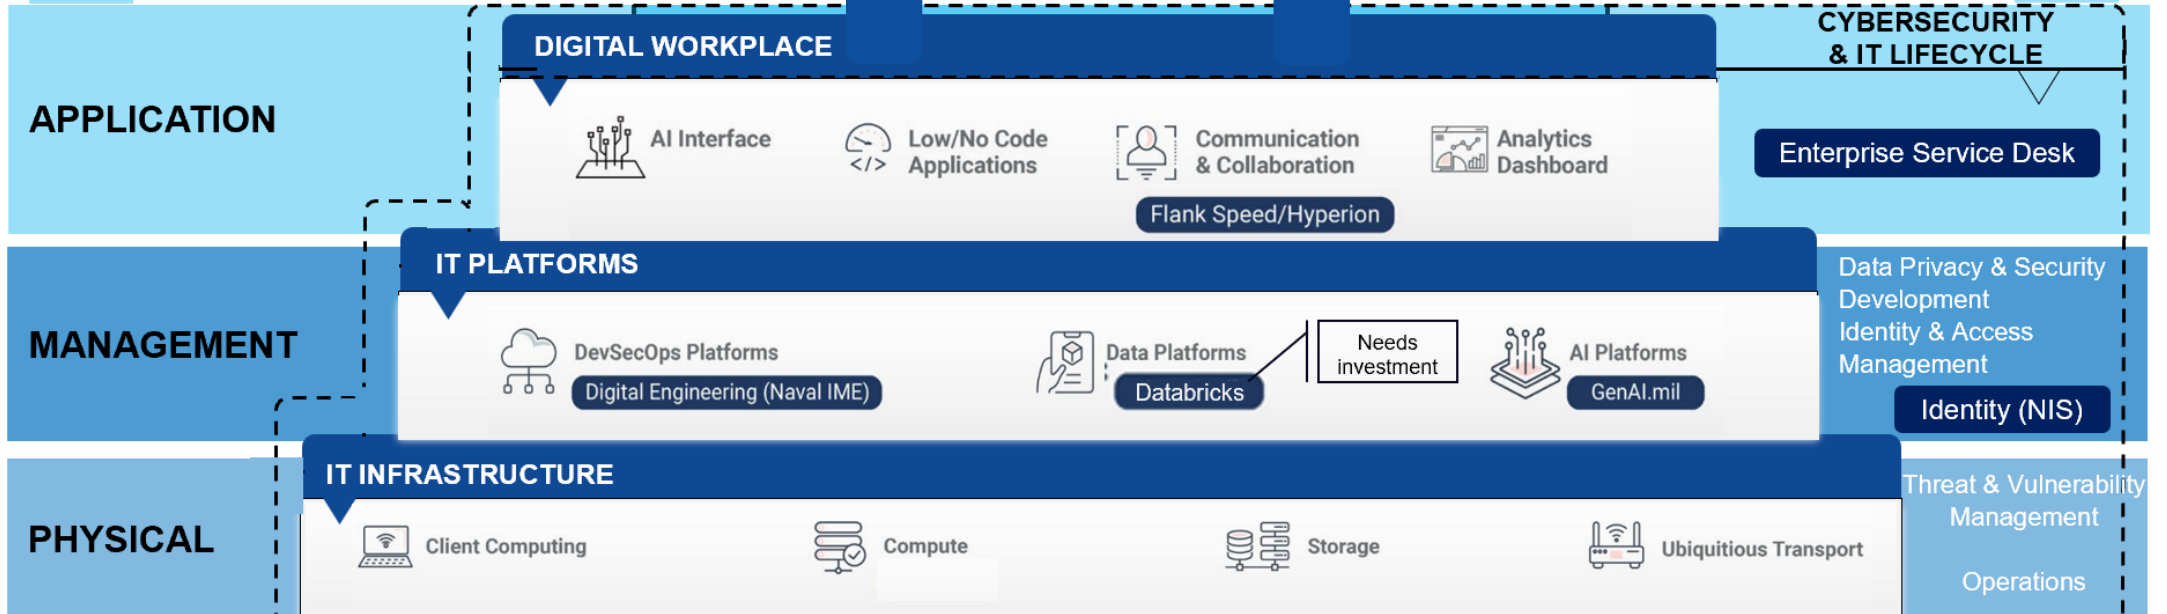 CYBERSECURITY
& IT LIFECYCLE
DIGITAL WORKPLACE
APPLICATION
AI Interface
Low/No Code
Applications
</>
Communication
& Collaboration
Analytics
Dashboard
Enterprise Service Desk
Flank Speed/Hyperion
IT PLATFORMS
MANAGEMENT
DevSecOps Platforms
Digital Engineering (Naval IME)
Data Platforms
Databricks
Needs
investment
AI Platforms
GenAI.mil
Data Privacy & Security
Development
Identity & Access
Management
Identity (NIS)
IT INFRASTRUCTURE
PHYSICAL
Client Computing
Compute
Storage
Ubiquitious Transport
Threat & Vulnerability
Management
Operations